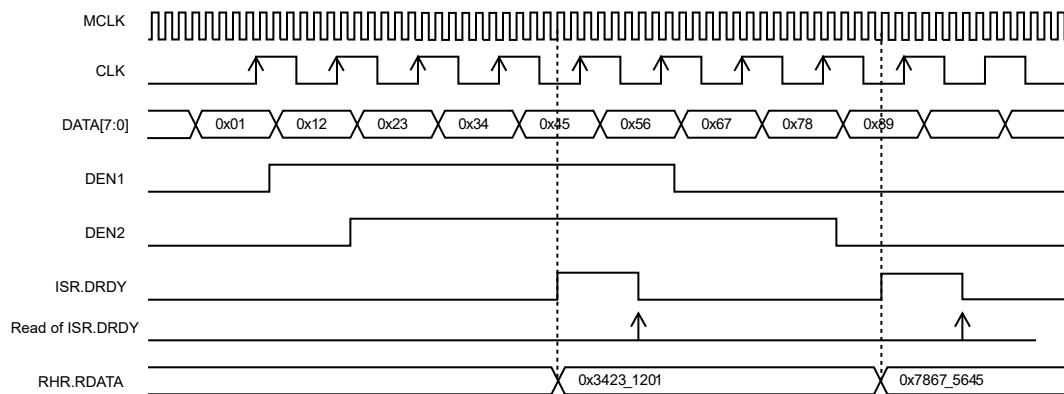 MCLK
CLK
DATA[7:0] 0x01 0x12 0x23 0x34 0x45 0x56 0x67 0x78 0x89
DEN1
DEN2
ISR.DRDY
Read of ISR.DRDY
RHR.RDATA 0x3423_1201 0x7867_5645